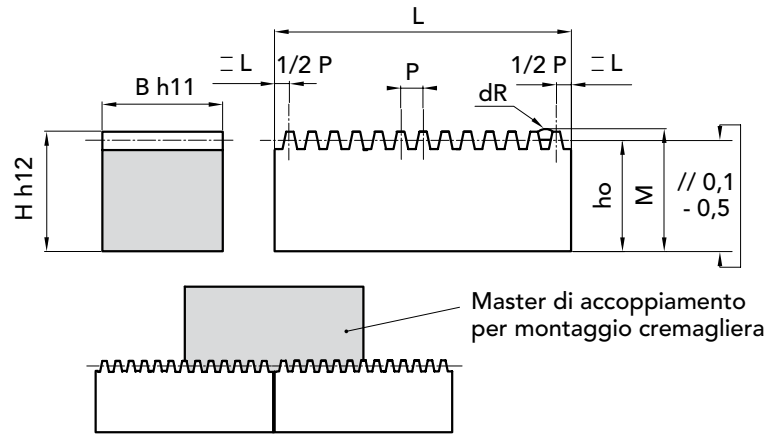 L
= L
1/2 P
P
1/2 P
= L
dR
B h11
H h12
ho
M
// 0,1
- 0,5
Master di accoppiamento
per montaggio cremagliera